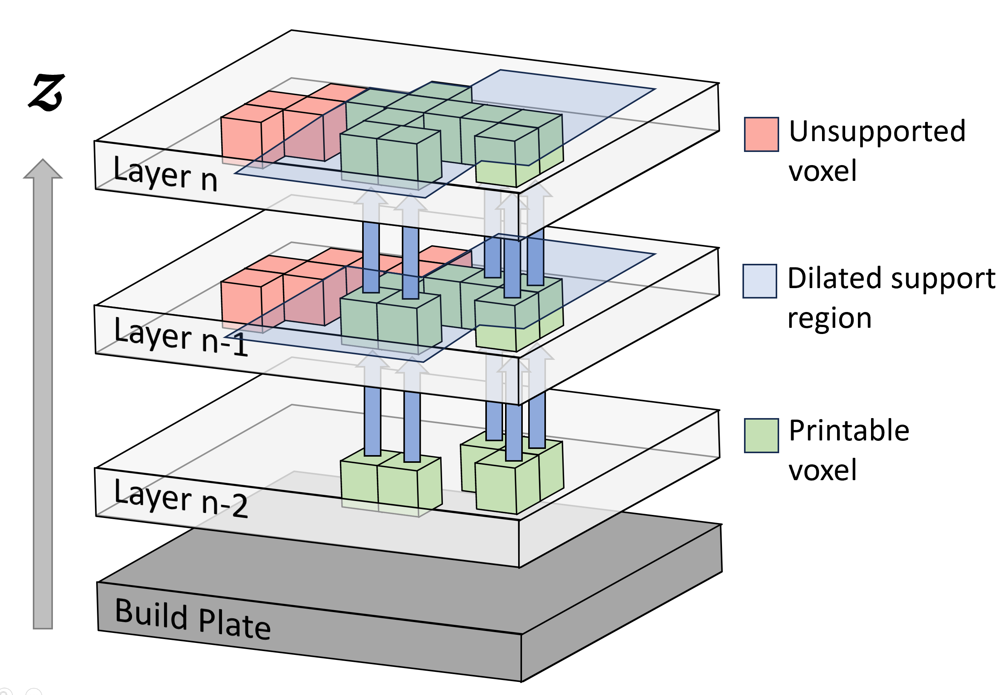 z
Layer n
Layer n-1
Layer n-2
Build Plate
Unsupported
voxel
Dilated support
region
Printable
voxel